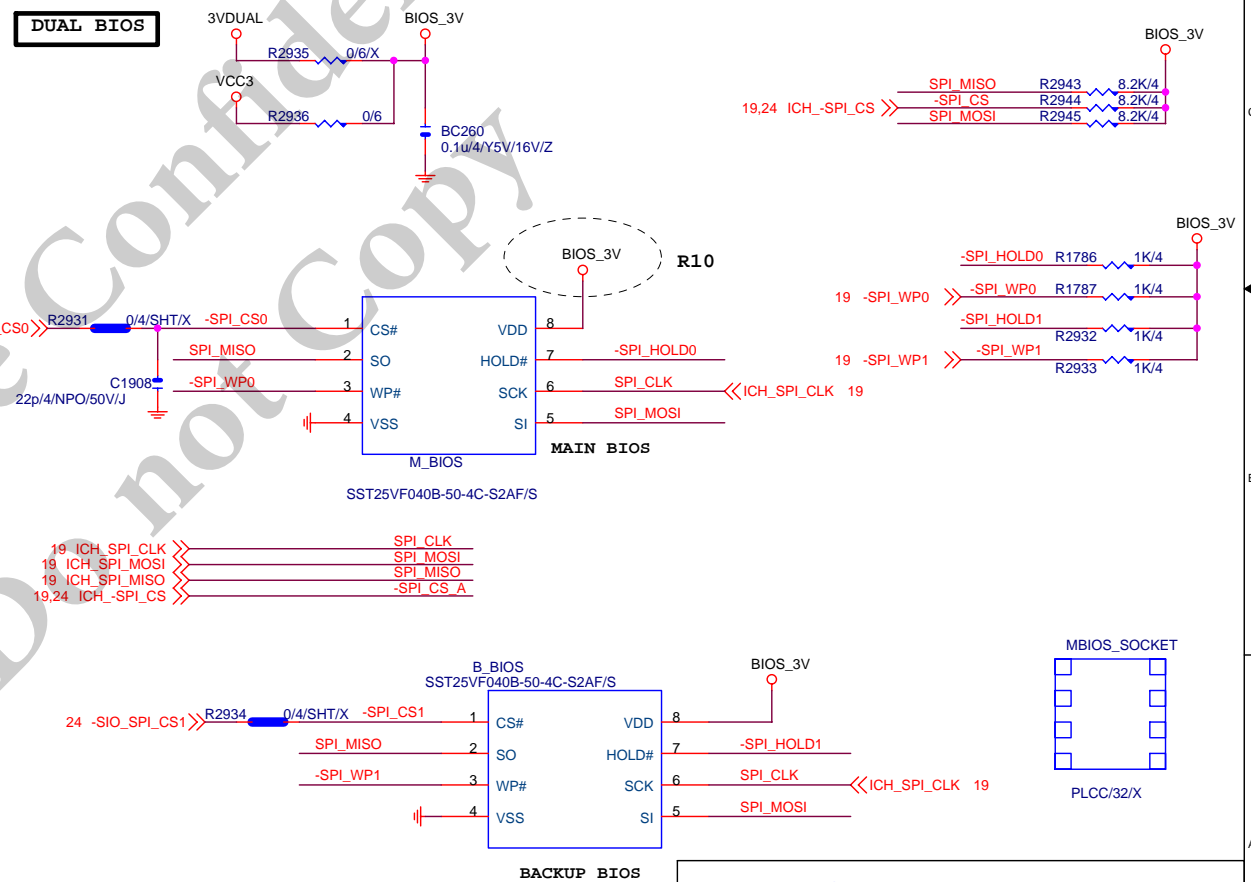 DUAL BIOS
3VDUAL
BIOS_3V
R2935 0/6/X
VCC3
R2936 0/6
BC260
0.1u/4/Y5V/16V/Z
BIOS_3V
SPI_MISO R2943 8.2K/4
19,24 ICH_-SPI_CS -SPI_CS R2944 8.2K/4
SPI_MOSI R2945 8.2K/4
Confide
not Copy
Do
BIOS_3V
R10
BIOS_3V
-SPI_HOLD0 R1786 1K/4
19 -SPI_WP0 -SPI_WP0 R1787 1K/4
-SPI_HOLD1 R2932 1K/4
19 -SPI_WP1 -SPI_WP1 R2933 1K/4
_CS0 R2931 0/4/SHT/X -SPI_CS0 1 CS# VDD 8
SPI_MISO 2 SO HOLD# 7 -SPI_HOLD0
C1908
22p/4/NPO/50V/J
-SPI_WP0 3 WP# SCK 6 SPI_CLK ICH_SPI_CLK 19
4 VSS SI 5 SPI_MOSI
MAIN BIOS
M_BIOS
SST25VF040B-50-4C-S2AF/S
19 ICH_SPI_CLK SPI_CLK
19 ICH_SPI_MOSI SPI_MOSI
19 ICH_SPI_MISO SPI_MISO
19,24 ICH_-SPI_CS -SPI_CS_A
B_BIOS
SST25VF040B-50-4C-S2AF/S
BIOS_3V
24 -SIO_SPI_CS1 R2934 0/4/SHT/X -SPI_CS1 1 CS# VDD 8
SPI_MISO 2 SO HOLD# 7 -SPI_HOLD1
-SPI_WP1 3 WP# SCK 6 SPI_CLK ICH_SPI_CLK 19
4 VSS SI 5 SPI_MOSI
BACKUP BIOS
MBIOS_SOCKET
PLCC/32/X